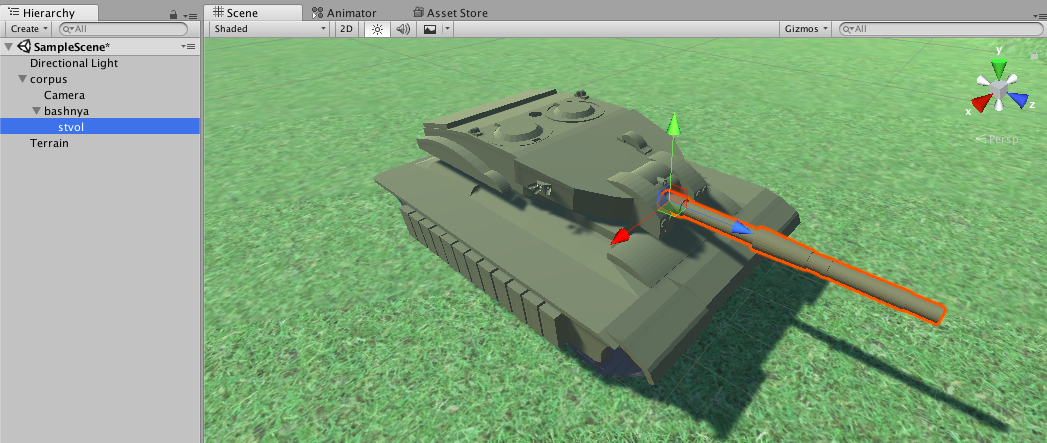 Hierarchy
Create
All
SampleScene*
Directional Light
corpus
Camera
bashnya
stvol
Terrain
Scene Animator Asset Store
Shaded 2D Gizmos All
y
x z
Persp